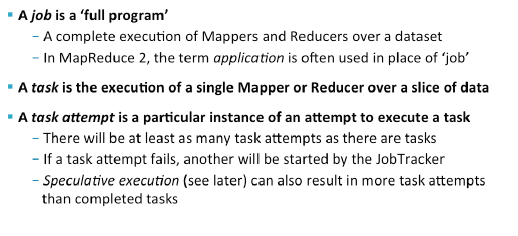 ▪ A job is a ‘full program’
– A complete execution of Mappers and Reducers over a dataset
– In MapReduce 2, the term application is often used in place of ‘job’
▪ A task is the execution of a single Mapper or Reducer over a slice of data
▪ A task attempt is a particular instance of an attempt to execute a task
– There will be at least as many task attempts as there are tasks
– If a task attempt fails, another will be started by the JobTracker
– Speculative execution (see later) can also result in more task attempts
than completed tasks